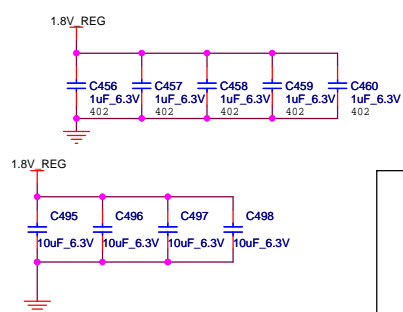 1.8V_REG
C456 C457 C458 C459 C460
1uF_6.3V 1uF_6.3V 1uF_6.3V 1uF_6.3V 1uF_6.3V
402 402 402 402 402
1.8V_REG
C495 C496 C497 C498
10uF_6.3V 10uF_6.3V 10uF_6.3V 10uF_6.3V